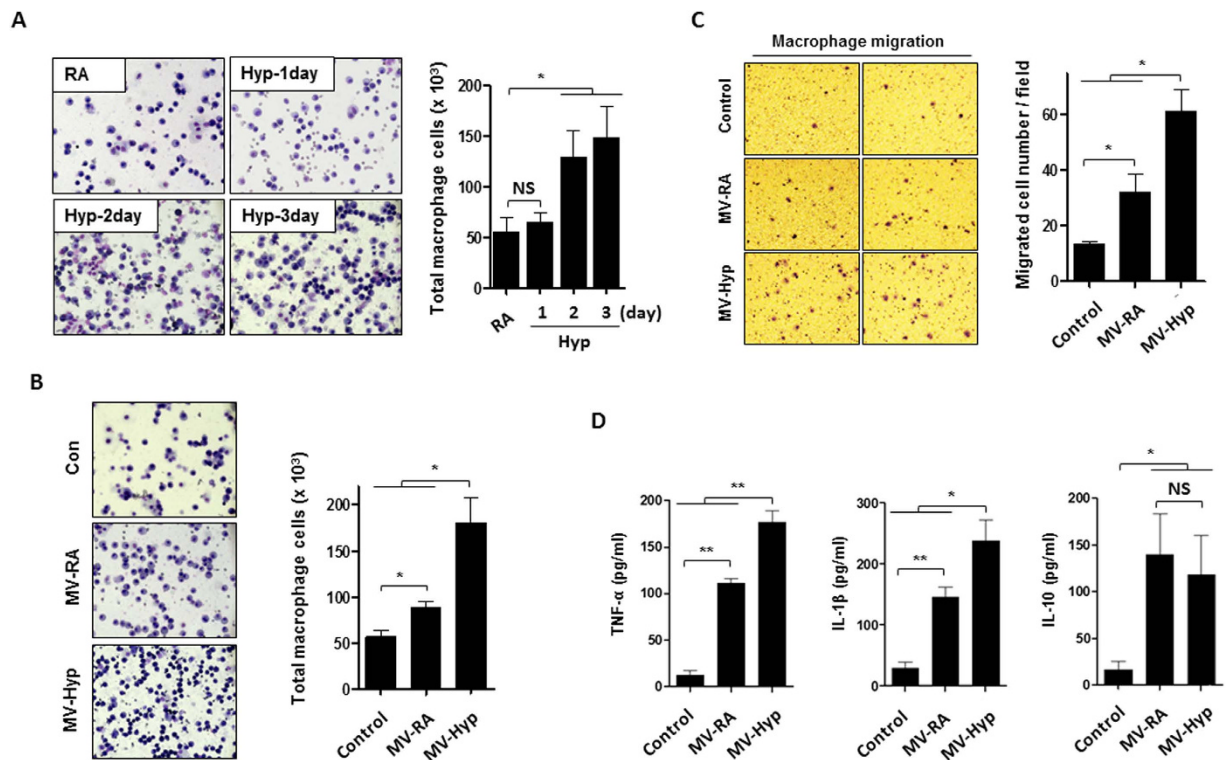 A
RA
Hyp-1day
Hyp-2day
Hyp-3day
Total macrophage cells (x 10³)
200
150
100
50
0
*
NS
RA
1 2 3 (day)
Hyp
B
Con
MV-RA
MV-Hyp
Total macrophage cells (x 10³)
200
150
100
50
0
*
*
Control
MV-RA
MV-Hyp
C
Macrophage migration
Control
MV-RA
MV-Hyp
Migrated cell number / field
60
40
20
0
*
*
Control
MV-RA
MV-Hyp
D
TNF-α (pg/ml)
200
150
100
50
0
**
**
Control
MV-RA
MV-Hyp
IL-1β (pg/ml)
300
200
100
0
*
**
Control
MV-RA
MV-Hyp
IL-10 (pg/ml)
200
150
100
50
0
*
NS
Control
MV-RA
MV-Hyp